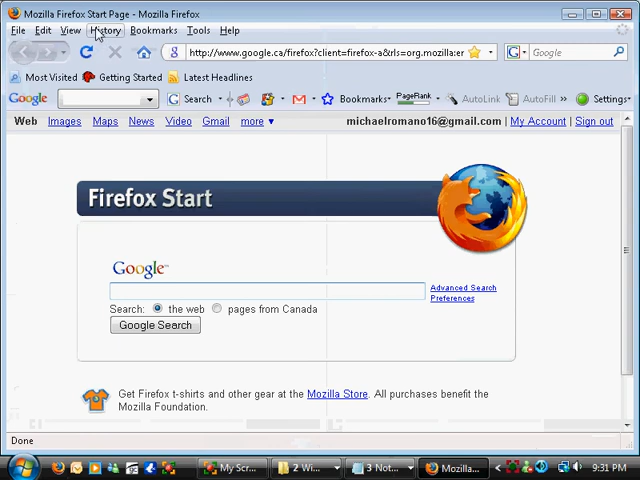 Mozilla Firefox Start Page - Mozilla Firefox
File Edit View History Bookmarks Tools Help
http://www.google.ca/firefox?client=firefox-a&rls=org.mozilla:er
Google
Most Visited Getting Started Latest Headlines
Google Search Bookmarks PageRank AutoLink AutoFill Settings
Web Images Maps News Video Gmail more ▼ michaelromano16@gmail.com | My Account | Sign out
Firefox Start
Google™
Advanced Search
Preferences
Search: the web pages from Canada
Google Search
Get Firefox t-shirts and other gear at the Mozilla Store. All purchases benefit the
Mozilla Foundation.
Done
My Scr... 2 Wi... 3 Not... Mozilla... 9:31 PM